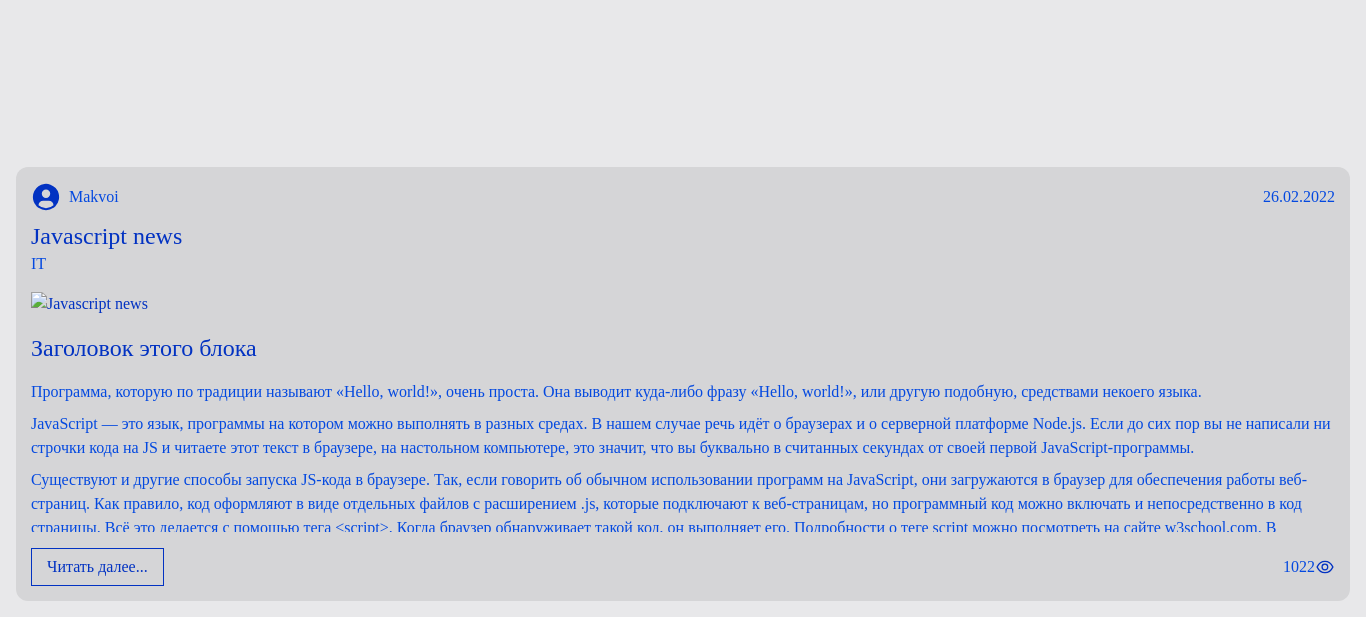 Makvoi
26.02.2022
Javascript news
IT
Javascript news
Заголовок этого блока
Программа, которую по традиции называют «Hello, world!», очень проста. Она выводит куда-либо фразу «Hello, world!», или другую подобную, средствами некоего языка.
JavaScript — это язык, программы на котором можно выполнять в разных средах. В нашем случае речь идёт о браузерах и о серверной платформе Node.js. Если до сих пор вы не написали ни
строчки кода на JS и читаете этот текст в браузере, на настольном компьютере, это значит, что вы буквально в считанных секундах от своей первой JavaScript-программы.
Существуют и другие способы запуска JS-кода в браузере. Так, если говорить об обычном использовании программ на JavaScript, они загружаются в браузер для обеспечения работы веб-
страниц. Как правило, код оформляют в виде отдельных файлов с расширением .js, которые подключают к веб-страницам, но программный код можно включать и непосредственно в код
страницы. Всё это делается с помощью тега <script>. Когда браузер обнаруживает такой код, он выполняет его. Подробности о теге script можно посмотреть на сайте w3school.com. В
Читать далее...
1022